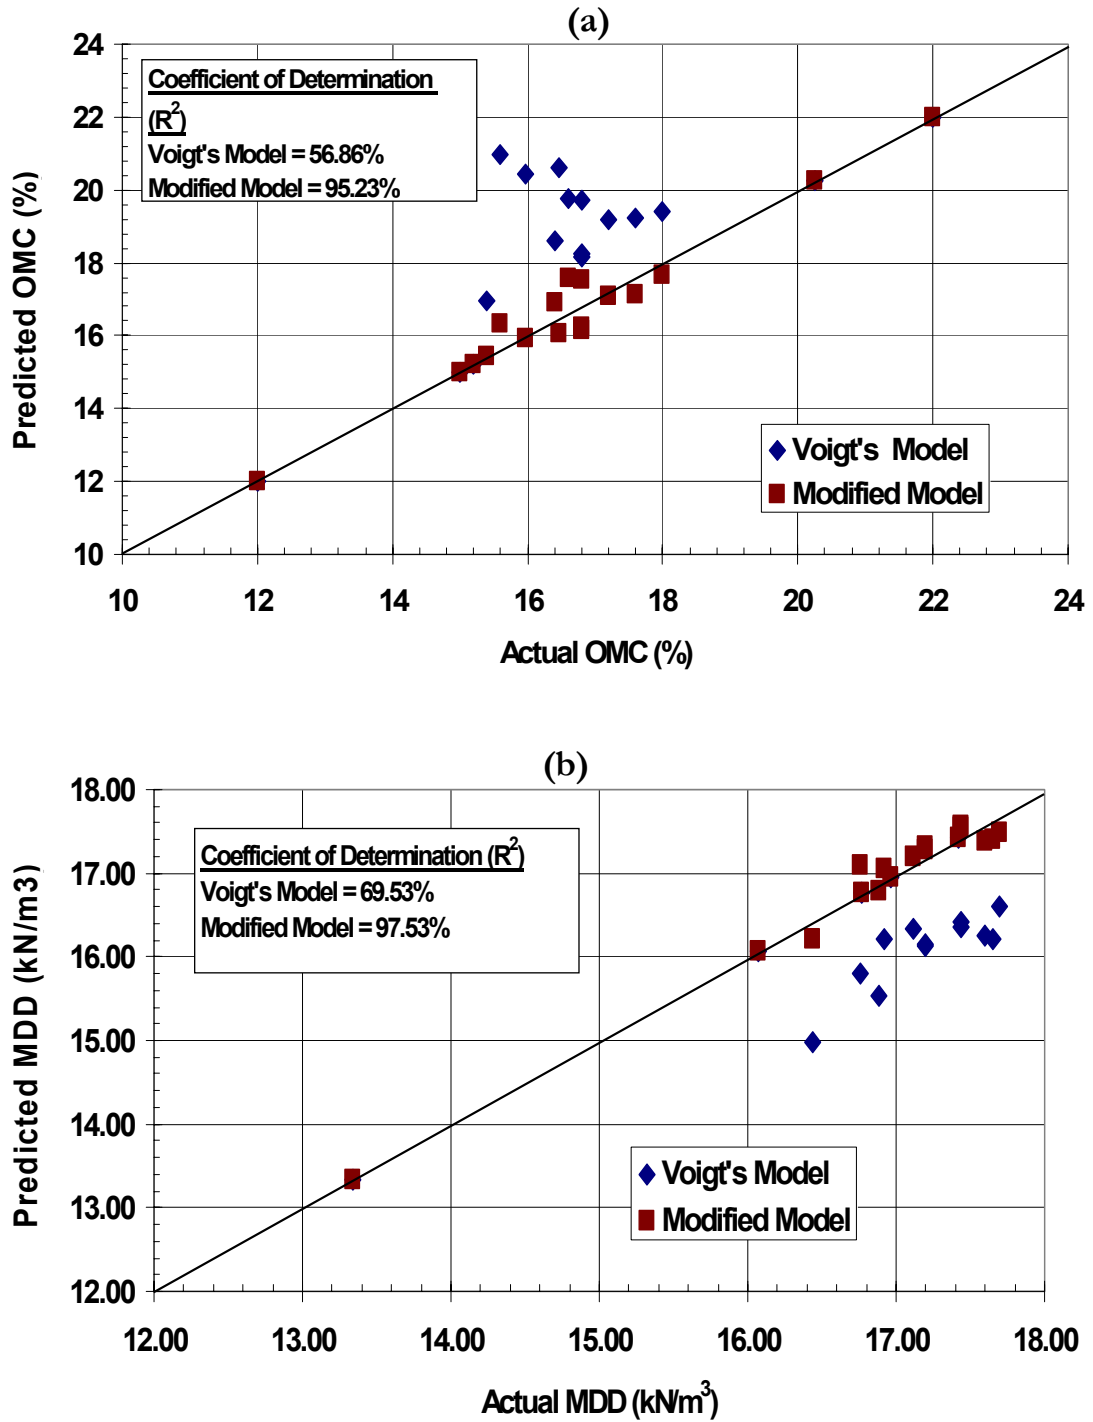 (a)
24
22
20
18
16
14
12
10
Predicted OMC (%)
Coefficient of Determination
(R²)
Voigt's Model = 56.86%
Modified Model = 95.23%
Voigt's Model
Modified Model
10 12 14 16 18 20 22 24
Actual OMC (%)
(b)
18.00
17.00
16.00
15.00
14.00
13.00
12.00
Predicted MDD (kN/m3)
Coefficient of Determination (R²)
Voigt's Model = 69.53%
Modified Model = 97.53%
Voigt's Model
Modified Model
12.00 13.00 14.00 15.00 16.00 17.00 18.00
Actual MDD (kN/m³)